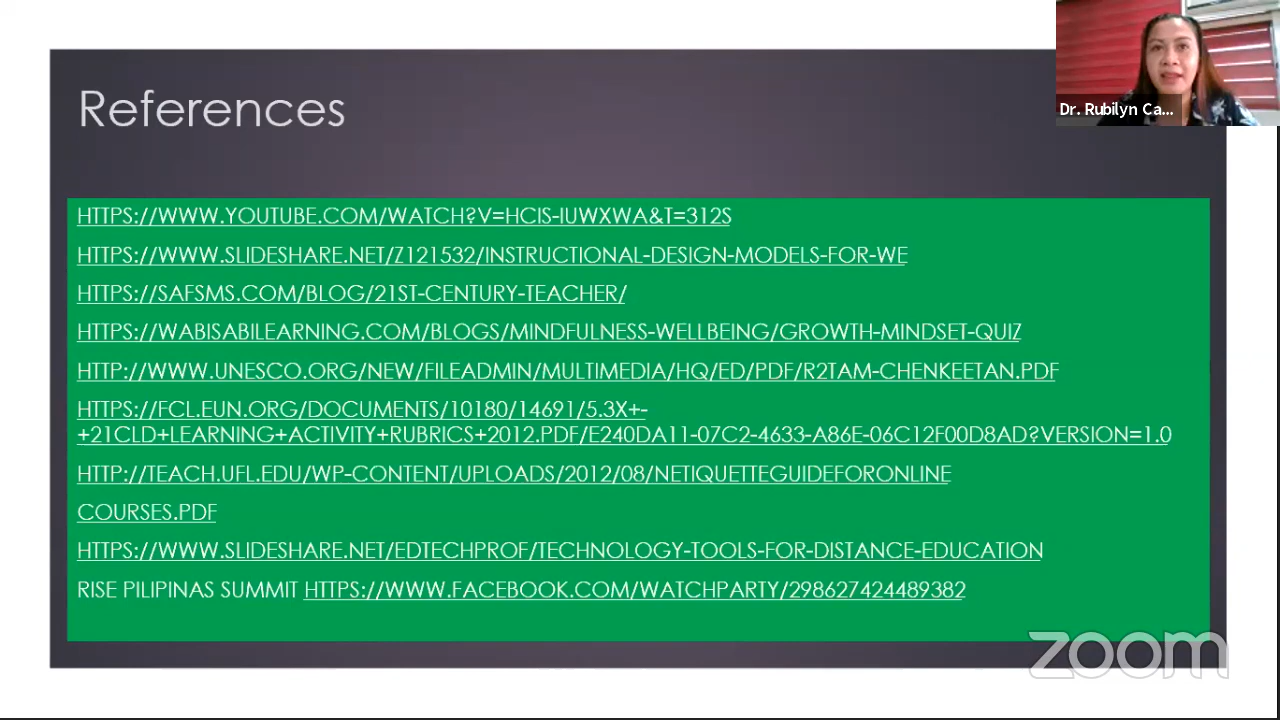 References
Dr. Rubilyn Ca...
HTTPS://WWW.YOUTUBE.COM/WATCH?V=HCIS-IUWXWA&T=312S
HTTPS://WWW.SLIDESHARE.NET/Z121532/INSTRUCTIONAL-DESIGN-MODELS-FOR-WE
HTTPS://SAFSMS.COM/BLOG/21ST-CENTURY-TEACHER/
HTTPS://WABISABILEARNING.COM/BLOGS/MINDFULNESS-WELLBEING/GROWTH-MINDSET-QUIZ
HTTP://WWW.UNESCO.ORG/NEW/FILEADMIN/MULTIMEDIA/HQ/ED/PDF/R2TAM-CHENKEETAN.PDF
HTTPS://FCL.EUN.ORG/DOCUMENTS/10180/14691/5.3X+-
+21CLD+LEARNING+ACTIVITY+RUBRICS+2012.PDF/E240DA11-07C2-4633-A86E-06C12F00D8AD?VERSION=1.0
HTTP://TEACH.UFL.EDU/WP-CONTENT/UPLOADS/2012/08/NETIQUETTEGUIDEFORONLINE
COURSES.PDF
HTTPS://WWW.SLIDESHARE.NET/EDTECHPROF/TECHNOLOGY-TOOLS-FOR-DISTANCE-EDUCATION
RISE PILIPINAS SUMMIT HTTPS://WWW.FACEBOOK.COM/WATCHPARTY/298627424489382
zoom